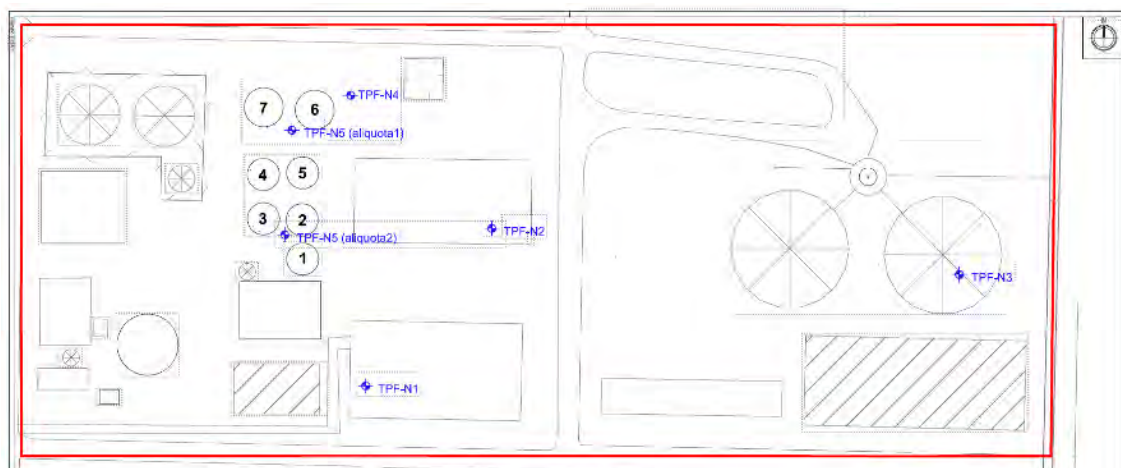 7
6
TPF-N4
TPF-N5 (aliquota1)
4
5
3
2
TPF-N2
TPF-N5 (aliquota2)
1
TPF-N3
TPF-N1